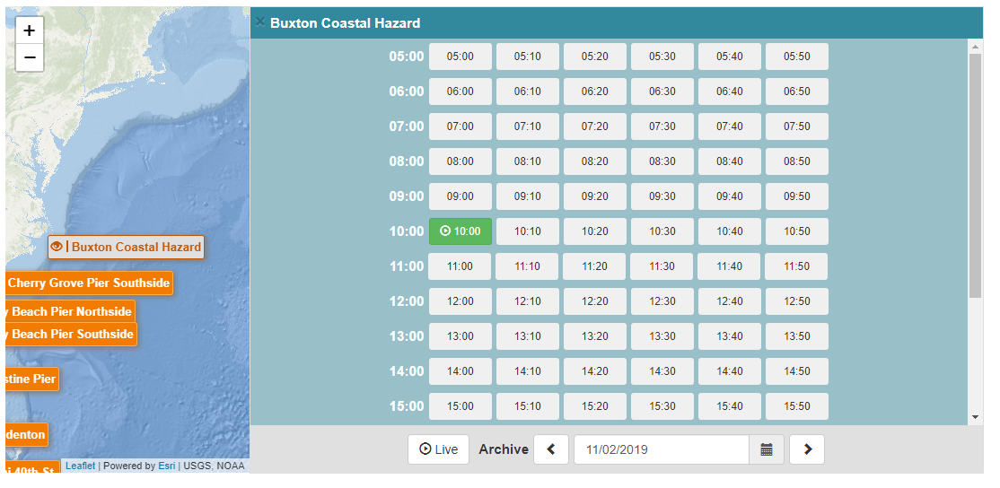 +
−
Buxton Coastal Hazard
Cherry Grove Pier Southside
y Beach Pier Northside
y Beach Pier Southside
stine Pier
denton
40th St.
Leaflet | Powered by Esri | USGS, NOAA
× Buxton Coastal Hazard
05:00 05:00 05:10 05:20 05:30 05:40 05:50
06:00 06:00 06:10 06:20 06:30 06:40 06:50
07:00 07:00 07:10 07:20 07:30 07:40 07:50
08:00 08:00 08:10 08:20 08:30 08:40 08:50
09:00 09:00 09:10 09:20 09:30 09:40 09:50
10:00 10:00 10:10 10:20 10:30 10:40 10:50
11:00 11:00 11:10 11:20 11:30 11:40 11:50
12:00 12:00 12:10 12:20 12:30 12:40 12:50
13:00 13:00 13:10 13:20 13:30 13:40 13:50
14:00 14:00 14:10 14:20 14:30 14:40 14:50
15:00 15:00 15:10 15:20 15:30 15:40 15:50
Live Archive 11/02/2019